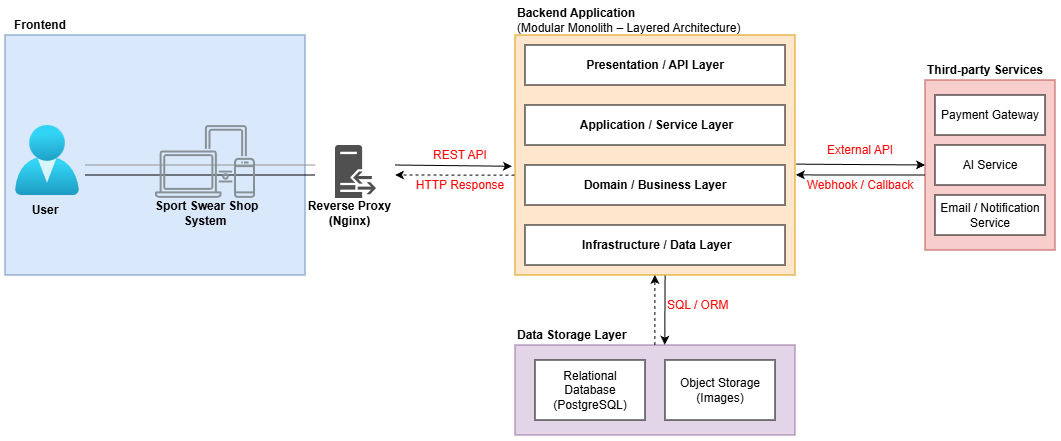 Frontend
User
Sport Swear Shop
System
Reverse Proxy
(Nginx)
REST API
HTTP Response
Backend Application
(Modular Monolith – Layered Architecture)
Presentation / API Layer
Application / Service Layer
Domain / Business Layer
Infrastructure / Data Layer
External API
Webhook / Callback
Third-party Services
Payment Gateway
AI Service
Email / Notification
Service
SQL / ORM
Data Storage Layer
Relational
Database
(PostgreSQL)
Object Storage
(Images)